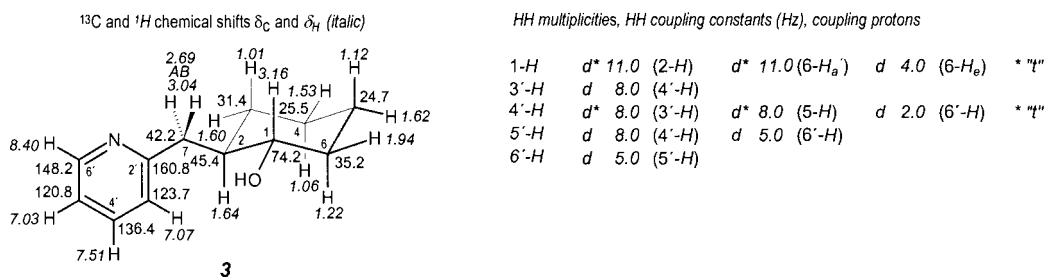 ¹³C and ¹H chemical shifts δC and δH (italic)
HH multiplicities, HH coupling constants (Hz), coupling protons
1-H d* 11.0 (2-H) d* 11.0 (6-Ha´) d 4.0 (6-He) * "t"
3´-H d 8.0 (4´-H)
4´-H d* 8.0 (3´-H) d* 8.0 (5-H) d 2.0 (6´-H) * "t"
5´-H d 8.0 (4´-H) d 5.0 (6´-H)
6´-H d 5.0 (5´-H)
2.69
AB
3.04
H H
1.01
H
3.16
H
1.12
H
1.53 H
31.4
25.5
24.7
H 1.62
H
1.60
4
H 1.94
8.40
H
N
42.2
7
2
1
6
45.4
74.2
35.2
148.2
6´
2´
160.8
HO
H
1.06
120.8
123.7
H
1.64
H
1.22
7.03 H
4´
136.4
H
7.07
7.51 H
3